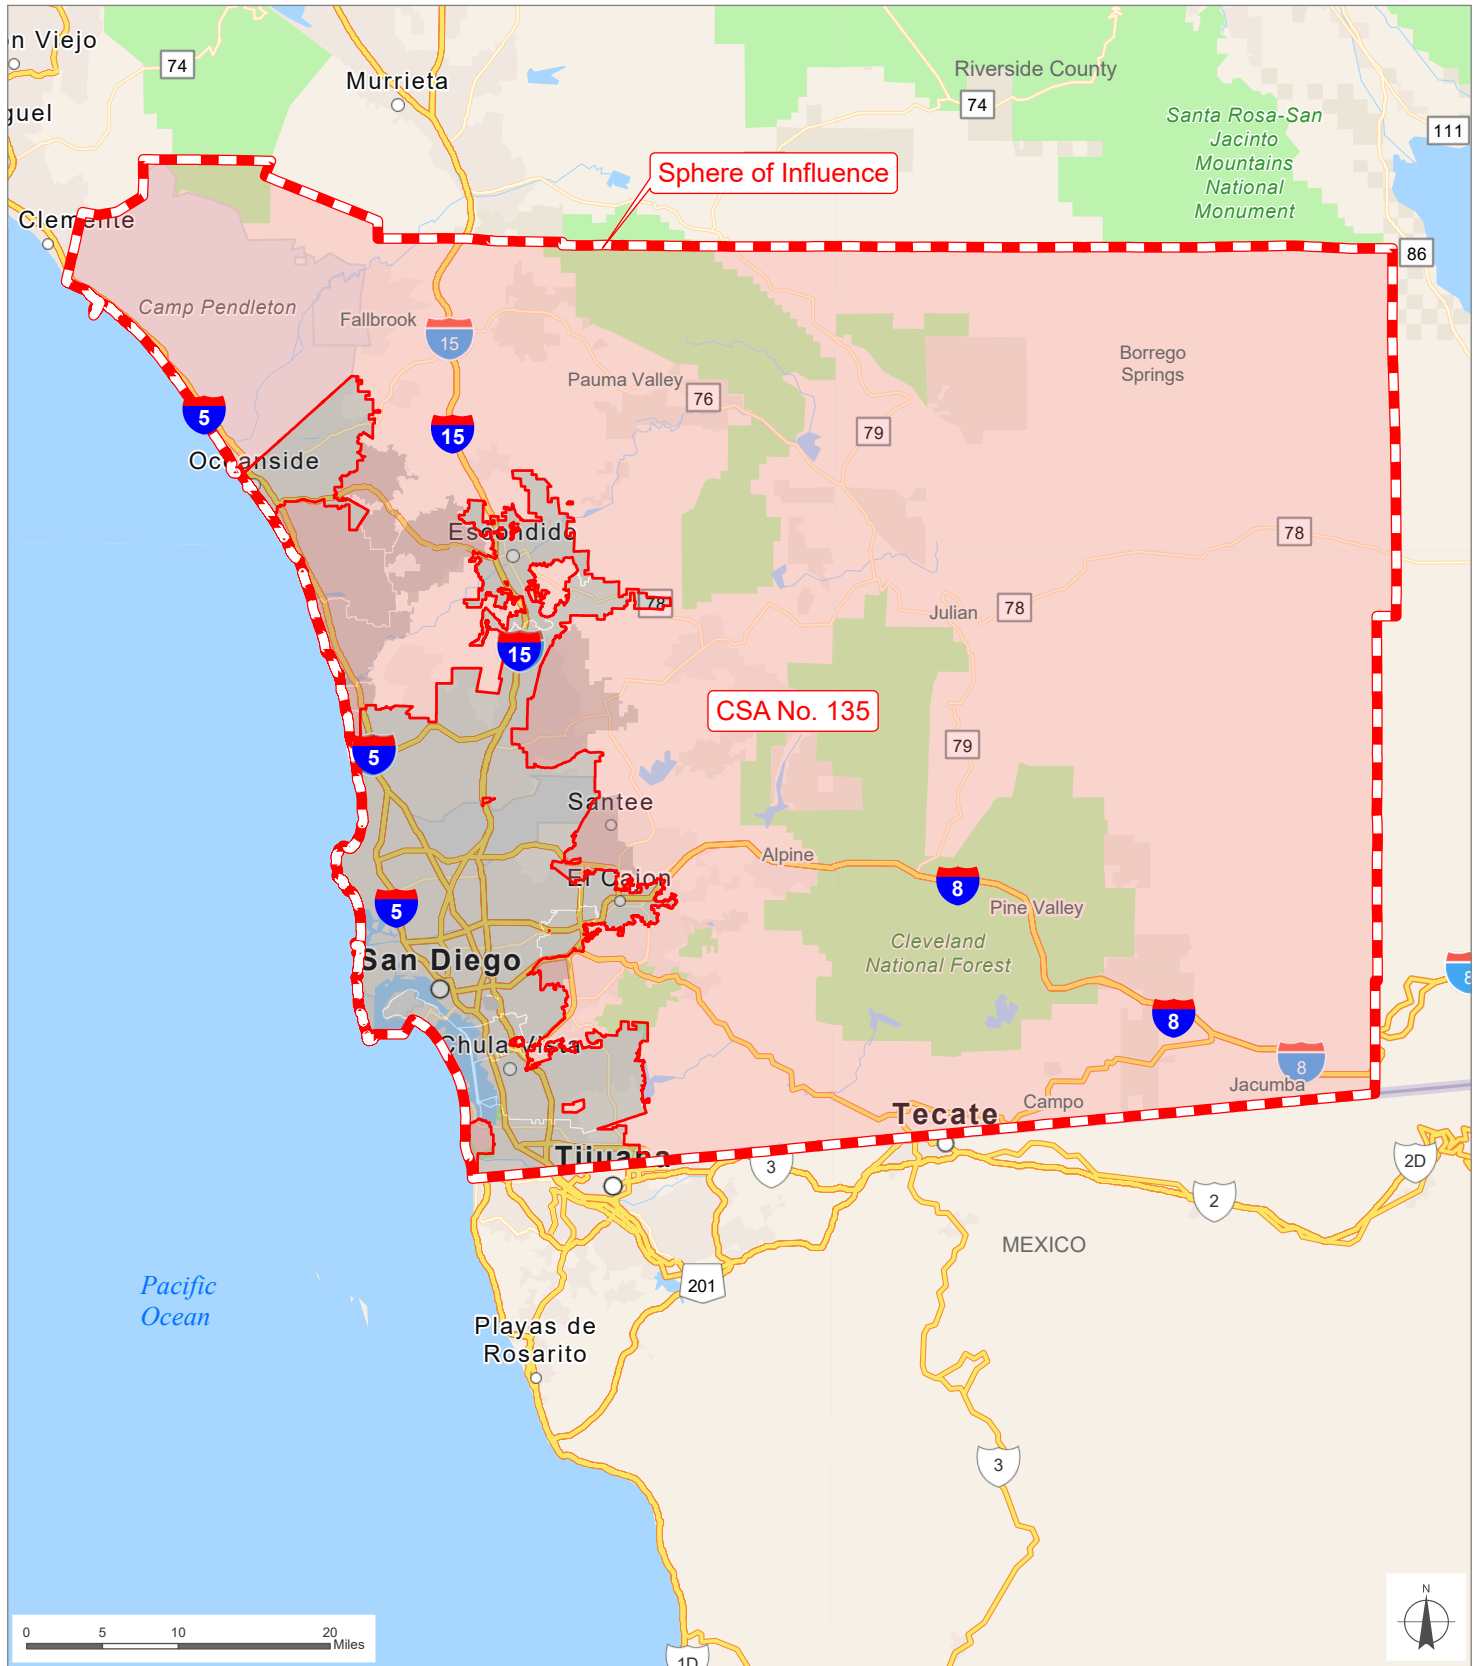 n Viejo
74
Murrieta
Riverside County
74
guel
Santa Rosa-San
Jacinto
Mountains
National
Monument
111
Sphere of Influence
Clemente
86
Camp Pendleton
Fallbrook
15
Borrego
Springs
Pauma Valley
76
5
15
79
Oceanside
Escondido
78
78
78
Julian
15
CSA No. 135
5
79
Santee
Alpine
El Cajon
8
5
Pine Valley
Cleveland
National Forest
San Diego
8
8
Chula Vista
8
Jacumba
Campo
Tecate
Tijuana
3
2D
2
MEXICO
201
Pacific
Ocean
Playas de
Rosarito
3
N
0 5 10 20
Miles
1D